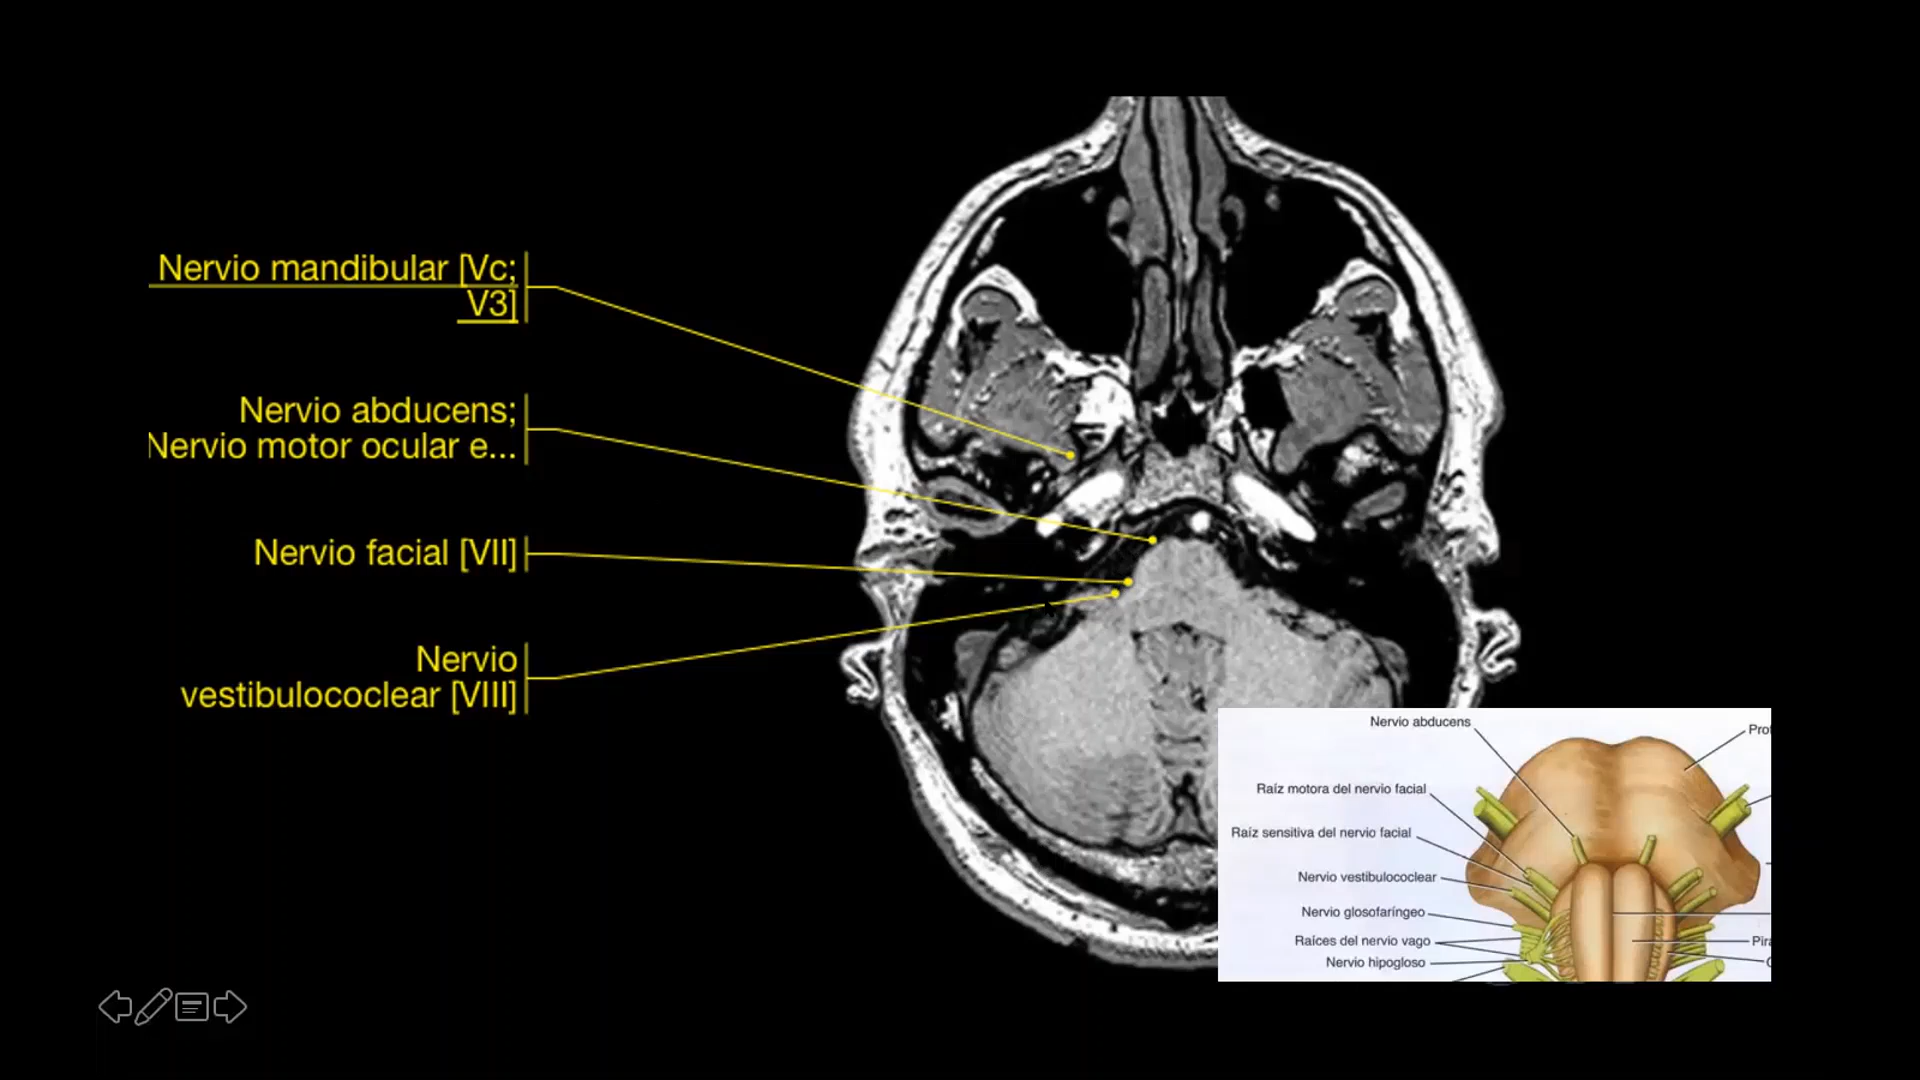 Nervio mandibular [Vc;
V3]
Nervio abducens;
Nervio motor ocular e...
Nervio facial [VII]
Nervio
vestibulococlear [VIII]
Nervio abducens
Raíz motora del nervio facial
Raíz sensitiva del nervio facial
Nervio vestibulococlear
Nervio glosofaríngeo
Raíces del nervio vago
Nervio hipogloso